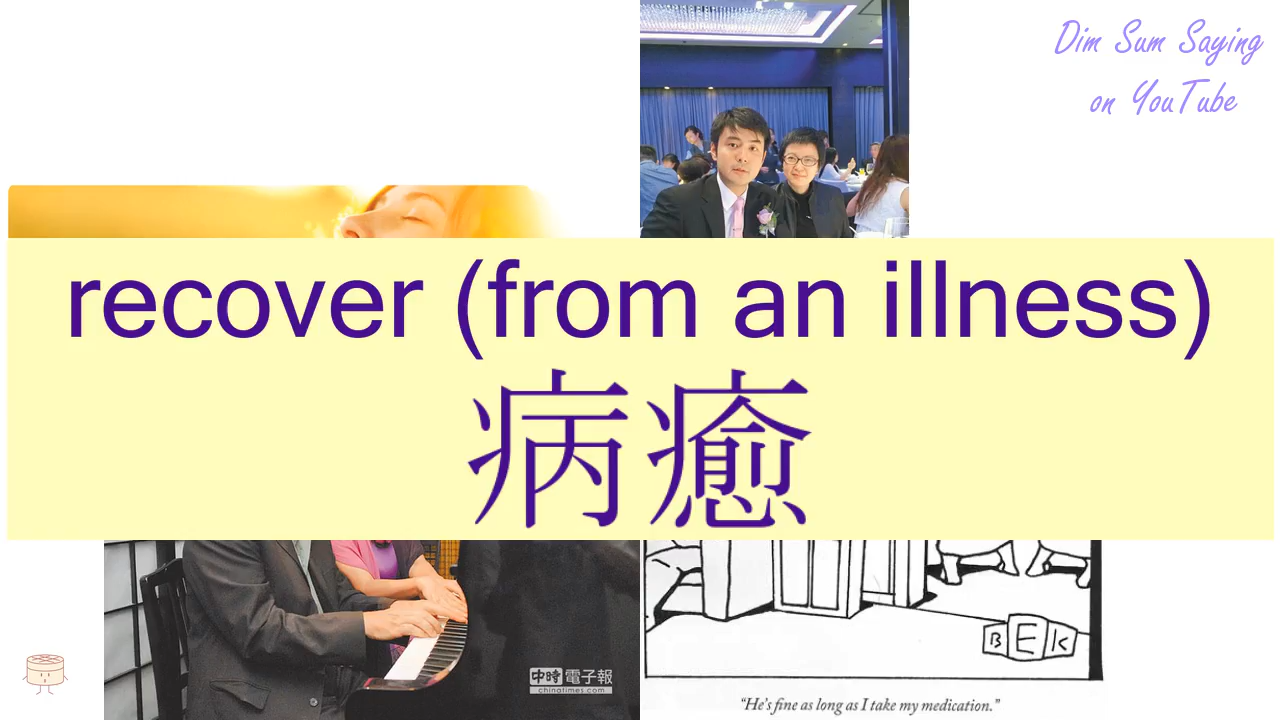 Dim Sum Saying
on YouTube
recover (from an illness)
病癒
中時電子報
chinatimes.com
BEK
"He's fine as long as I take my medication."